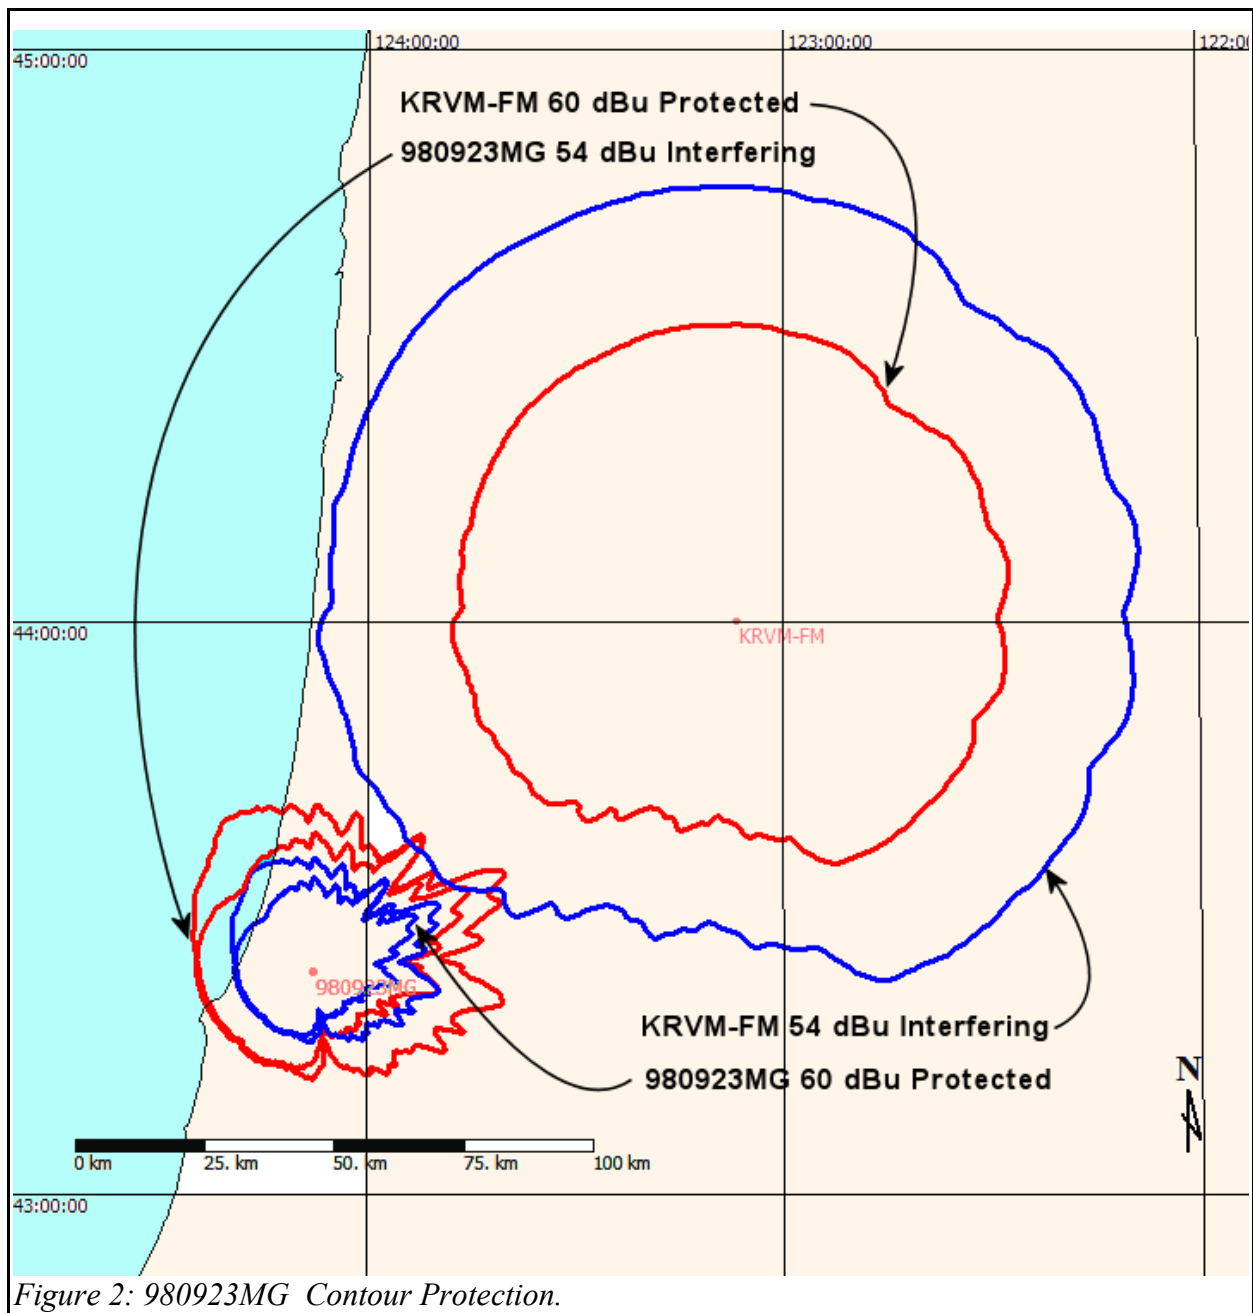 124:00:00
123:00:00
122:0
45:00:00
KRVM-FM 60 dBu Protected
980923MG 54 dBu Interfering
44:00:00
KRVM-FM
980923MG
KRVM-FM 54 dBu Interfering
980923MG 60 dBu Protected
N
0 km
25. km
50. km
75. km
100 km
43:00:00
Figure 2: 980923MG Contour Protection.